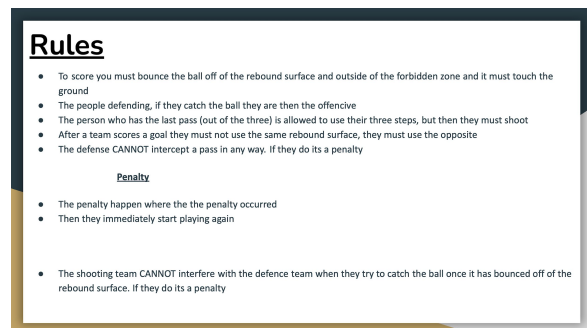 Rules
● To score you must bounce the ball off of the rebound surface and outside of the forbidden zone and it must touch the
ground
● The people defending, if they catch the ball they are then the offencive
● The person who has the last pass (out of the three) is allowed to use their three steps, but then they must shoot
● After a team scores a goal they must not use the same rebound surface, they must use the opposite
● The defense CANNOT intercept a pass in any way. If they do its a penalty
Penalty
● The penalty happen where the the penalty occurred
● Then they immediately start playing again
● The shooting team CANNOT interfere with the defence team when they try to catch the ball once it has bounced off of the
rebound surface. If they do its a penalty